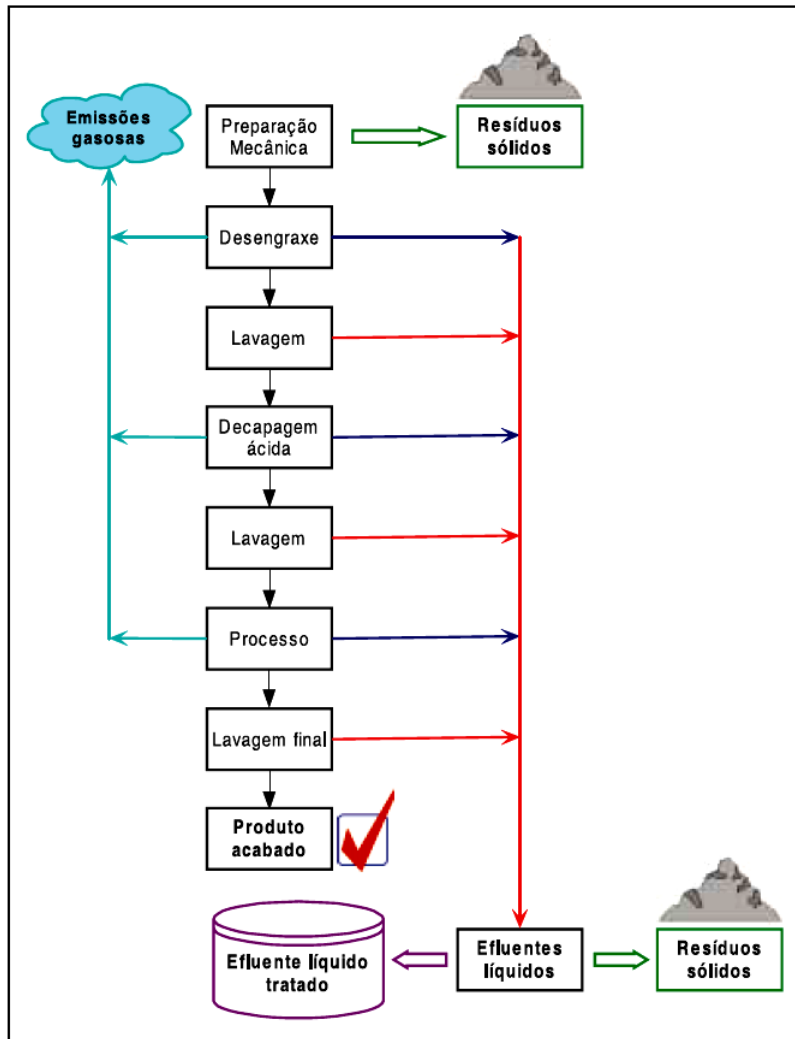 Emissões
gasosas
Preparação
Mecânica
Resíduos
sólidos
Desengraxe
Lavagem
Decapagem
ácida
Lavagem
Processo
Lavagem final
Produto
acabado
Efluente líquido
tratado
Efluentes
líquidos
Resíduos
sólidos